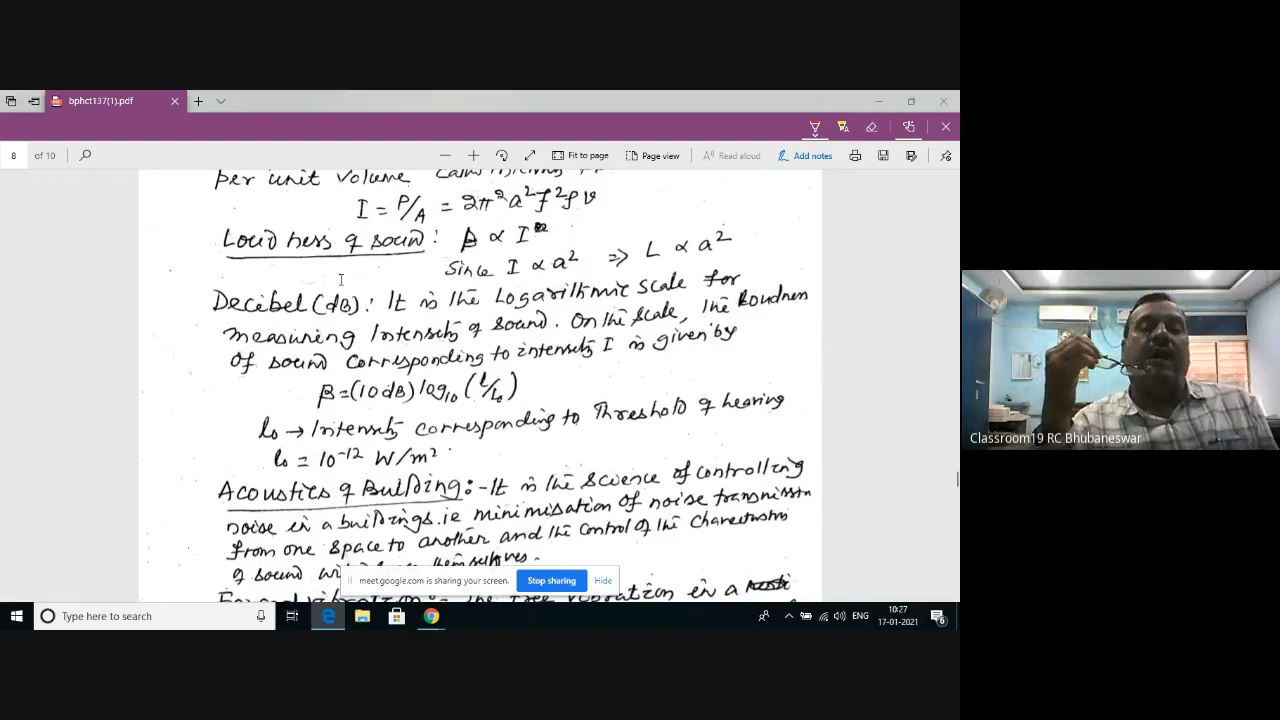 bphct137(1).pdf
8 of 10
Fit to page
Page view
Read aloud
Add notes
per unit volume
I = P/A = 2π²a²f²ρv
Loudness of sound : L ∝ I
Since I ∝ a² ⇒ L ∝ a²
Decibel (dB) : It is the Logarithmic scale for
measuring Intensity of sound. On the scale, the loudness
of sound corresponding to intensity I is given by
β = (10 dB) log₁₀ (I/I₀)
I₀ → Intensity corresponding to Threshold of hearing
I₀ = 10⁻¹² W/m²
Acoustics of Building :- It is the science of controlling
noise in a buildings. ie minimisation of noise transmission
from one space to another and the control of the characteristics
of sound themselves.
meet.google.com is sharing your screen.
Stop sharing
Hide
vibration in a
Type here to search
ENG
10:27
17-01-2021
6
Classroom19 RC Bhubaneswar